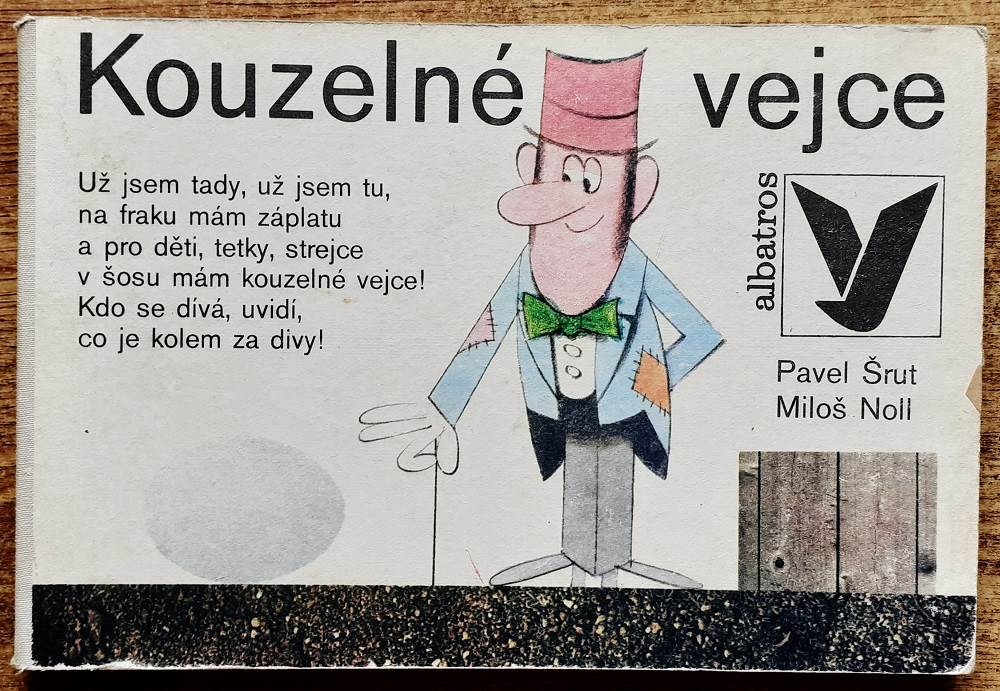 Kouzelné vejce
Už jsem tady, už jsem tu,
na fraku mám záplatu
a pro děti, tetky, strejce
v šosu mám kouzelné vejce!
Kdo se dívá, uvidí,
co je kolem za divy!
albatros
Pavel Šrut
Miloš Noll